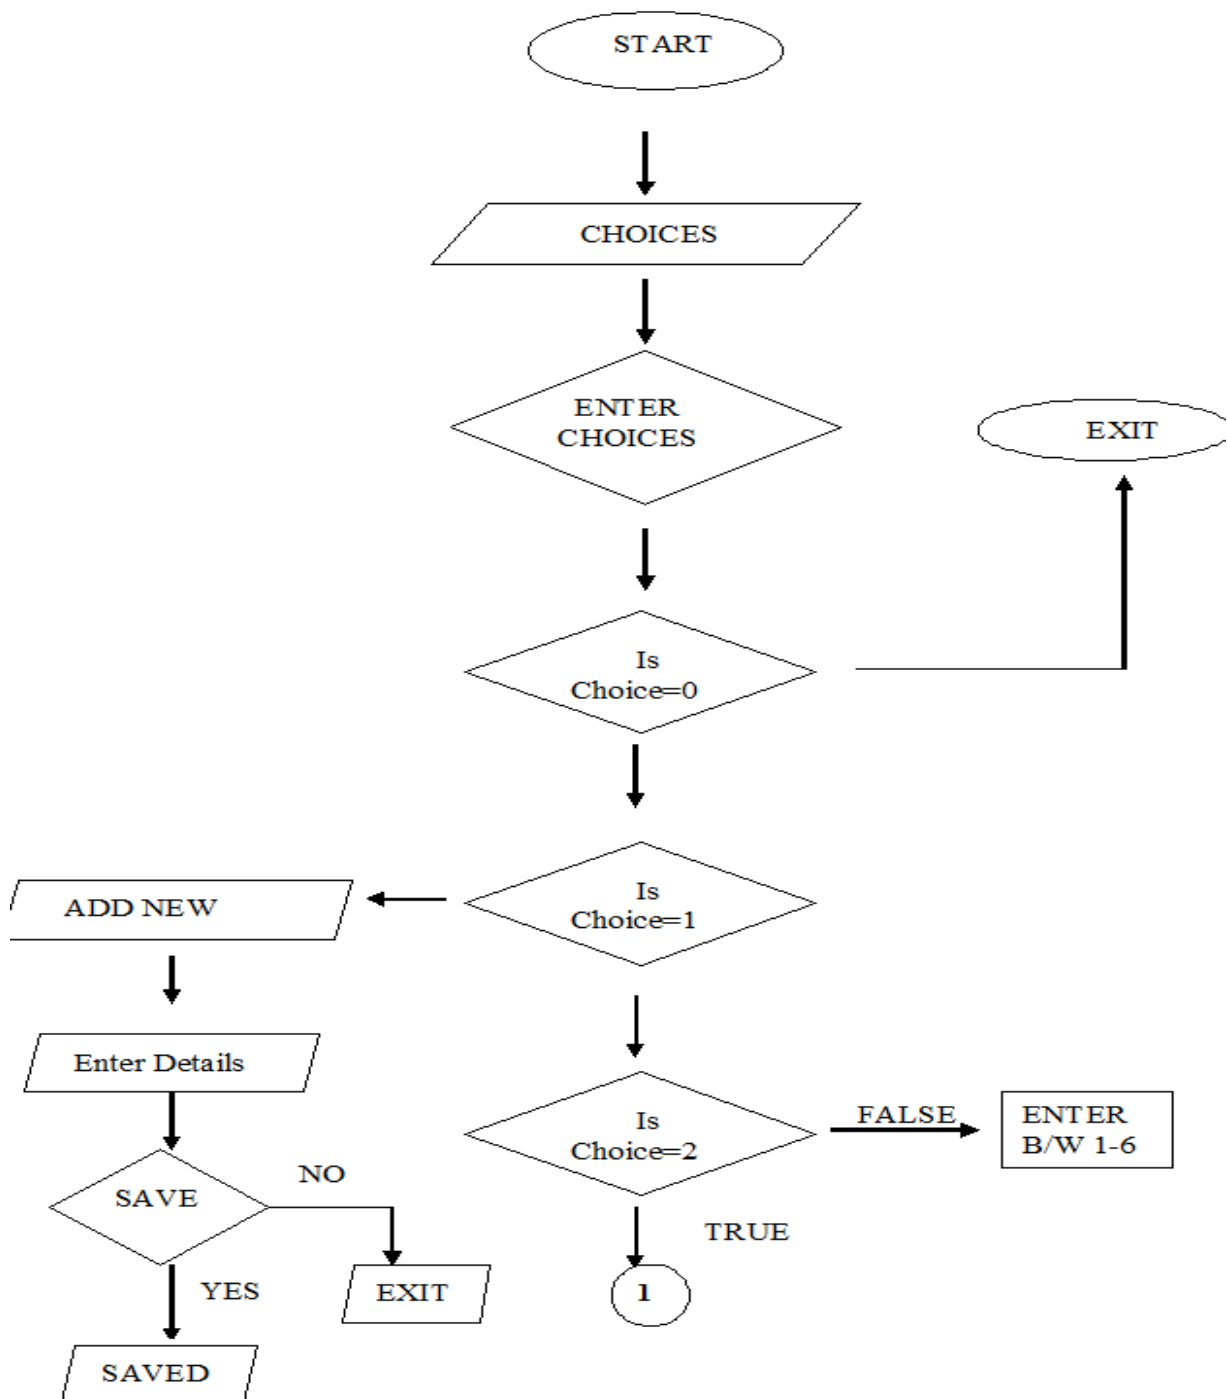 START
CHOICES
ENTER
CHOICES
EXIT
Is
Choice=0
Is
Choice=1
ADD NEW
Enter Details
Is
Choice=2
FALSE
ENTER
B/W 1-6
SAVE
NO
TRUE
YES
EXIT
1
SAVED